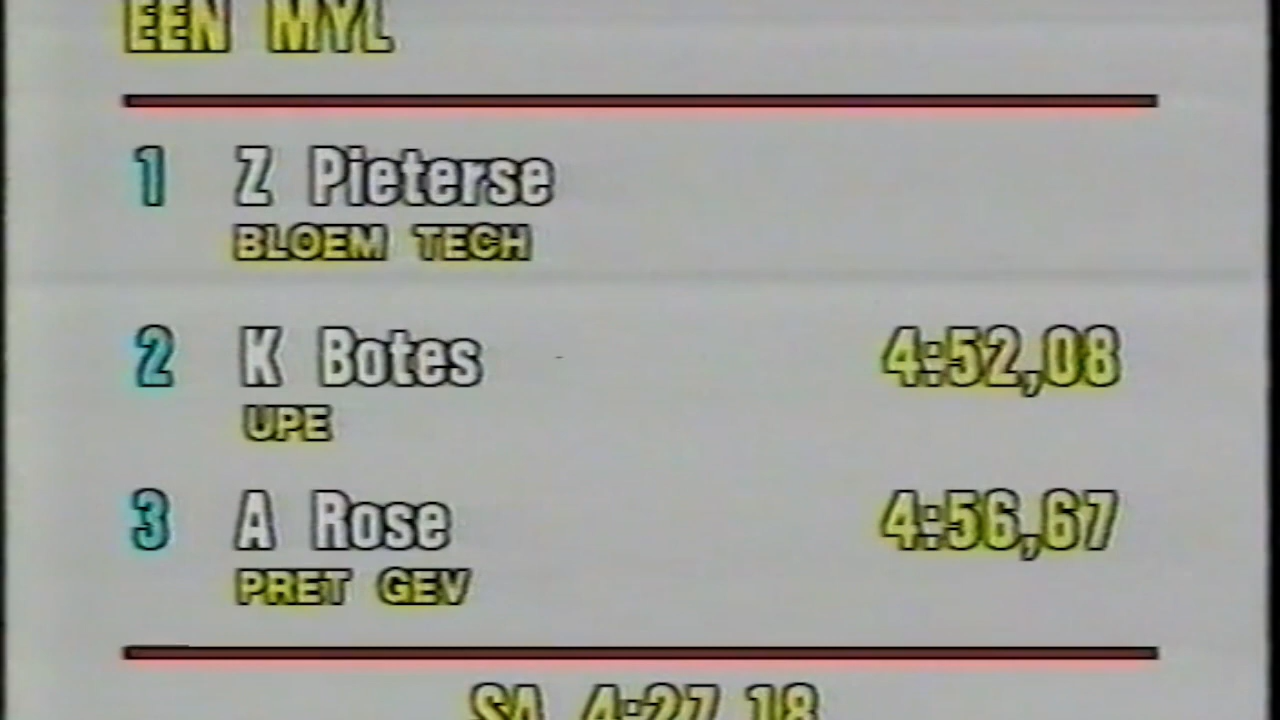 EEN MYL
1 Z Pieterse
BLOEM TECH
2 K Botes 4:52,08
UPE
3 A Rose 4:56,67
PRET GEV
SA 4:27,18